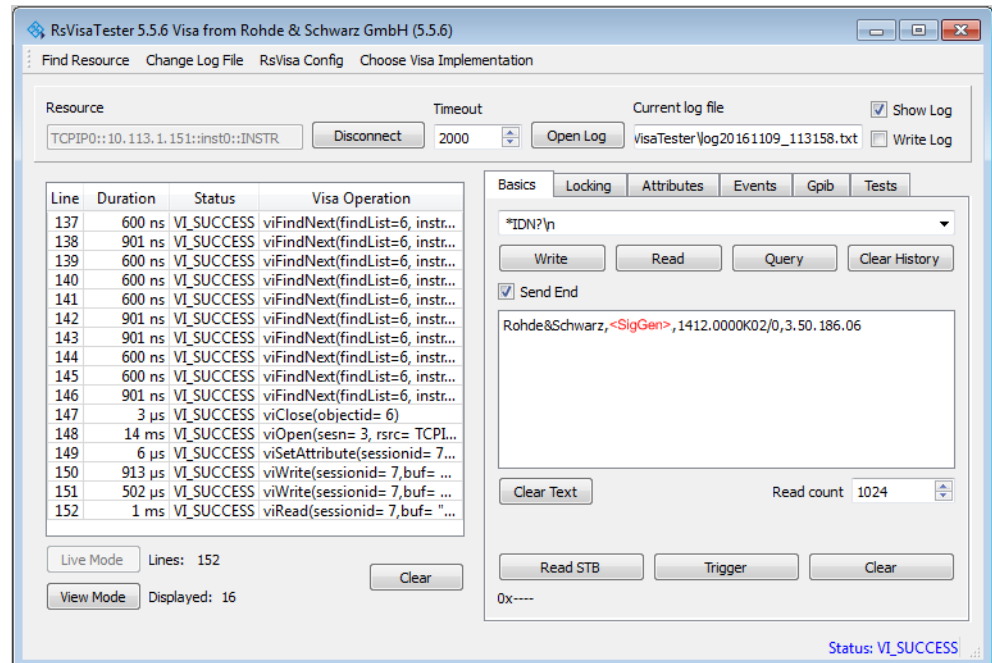 RsVisaTester 5.5.6 Visa from Rohde & Schwarz GmbH (5.5.6)
Find Resource Change Log File RsVisa Config Choose Visa Implementation
Resource Timeout Current log file Show Log
TCPIP0::10.113.1.151::inst0::INSTR Disconnect 2000 Open Log VisaTester\log20161109_113158.txt Write Log
Line Duration Status Visa Operation
137 600 ns VI_SUCCESS viFindNext(findList=6, instr...
138 901 ns VI_SUCCESS viFindNext(findList=6, instr...
139 600 ns VI_SUCCESS viFindNext(findList=6, instr...
140 600 ns VI_SUCCESS viFindNext(findList=6, instr...
141 600 ns VI_SUCCESS viFindNext(findList=6, instr...
142 901 ns VI_SUCCESS viFindNext(findList=6, instr...
143 901 ns VI_SUCCESS viFindNext(findList=6, instr...
144 600 ns VI_SUCCESS viFindNext(findList=6, instr...
145 600 ns VI_SUCCESS viFindNext(findList=6, instr...
146 901 ns VI_SUCCESS viFindNext(findList=6, instr...
147 3 µs VI_SUCCESS viClose(objectid= 6)
148 14 ms VI_SUCCESS viOpen(sesn= 3, rsrc= TCPI...
149 6 µs VI_SUCCESS viSetAttribute(sessionid= 7...
150 913 µs VI_SUCCESS viWrite(sessionid= 7,buf= ...
151 502 µs VI_SUCCESS viWrite(sessionid= 7,buf= ...
152 1 ms VI_SUCCESS viRead(sessionid= 7,buf= "...
Live Mode Lines: 152
Clear
View Mode Displayed: 16
Basics Locking Attributes Events Gpib Tests
*IDN?\n
Write Read Query Clear History
Send End
Rohde&Schwarz,<SigGen>,1412.0000K02/0,3.50.186.06
Clear Text Read count 1024
Read STB Trigger Clear
0x----
Status: VI_SUCCESS